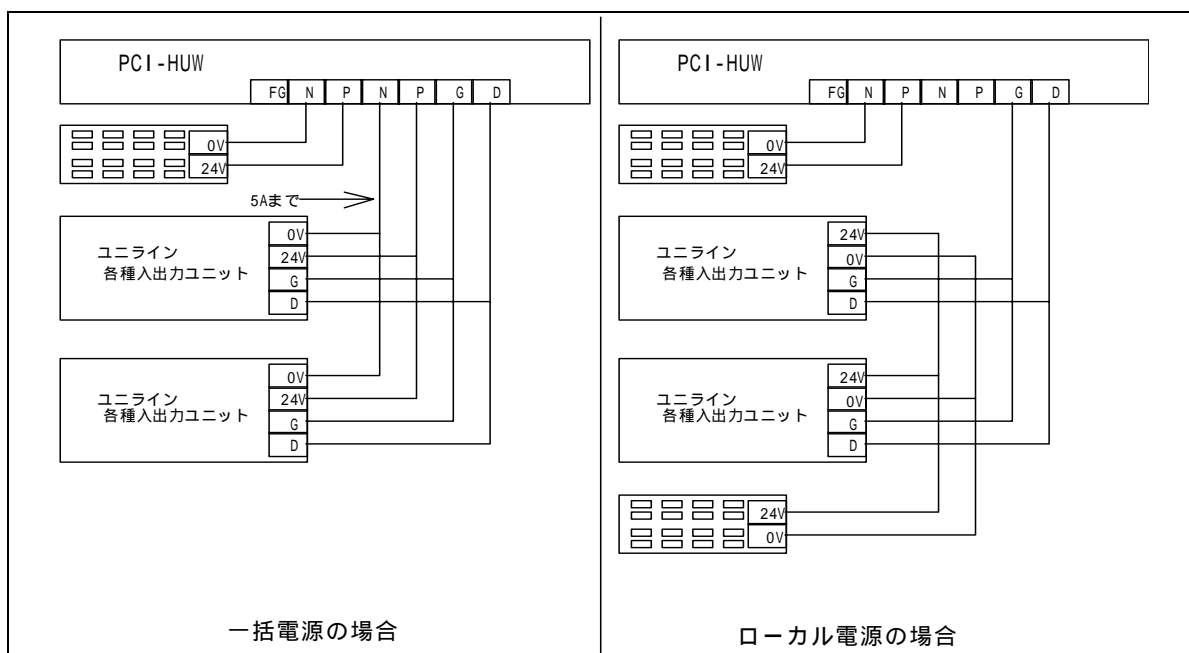 PCI-HUW
FG N P N P G D
0V
24V
5Aまで
ユニライン
各種入出力ユニット
0V
24V
G
D
ユニライン
各種入出力ユニット
0V
24V
G
D
一括電源の場合
PCI-HUW
FG N P N P G D
0V
24V
ユニライン
各種入出力ユニット
24V
0V
G
D
ユニライン
各種入出力ユニット
24V
0V
G
D
24V
0V
ローカル電源の場合